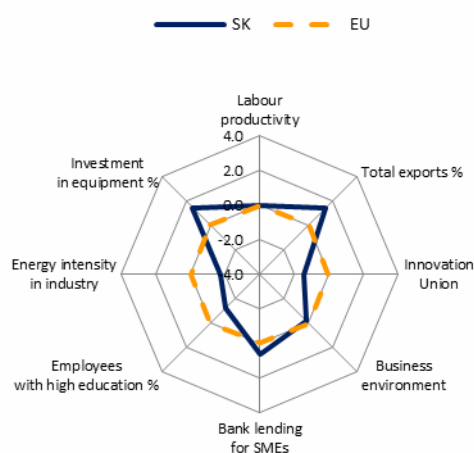 SK EU
Labour
productivity
4.0
Investment
in equipment %
Total exports %
2.0
0.0
-2.0
Energy intensity
in industry
4.0
Innovation
Union
Employees
with high education %
Business
environment
Bank lending
for SMEs